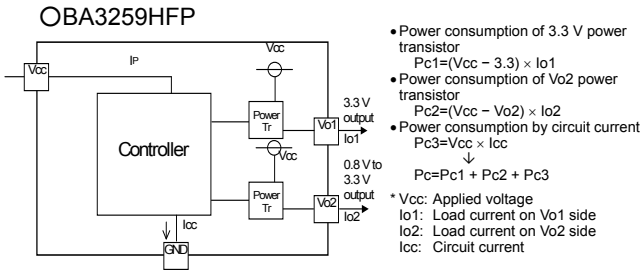 ○BA3259HFP
Vcc
IP
Vcc
Controller
Power
Tr
Vcc
Power
Tr
Icc
GND
Vo1
3.3 V
output
Io1
0.8 V to
3.3 V
output
Vo2
Io2
• Power consumption of 3.3 V power
transistor
Pc1=(Vcc − 3.3) × Io1
• Power consumption of Vo2 power
transistor
Pc2=(Vcc − Vo2) × Io2
• Power consumption by circuit current
Pc3=Vcc × Icc
↓
Pc=Pc1 + Pc2 + Pc3
* Vcc: Applied voltage
Io1: Load current on Vo1 side
Io2: Load current on Vo2 side
Icc: Circuit current